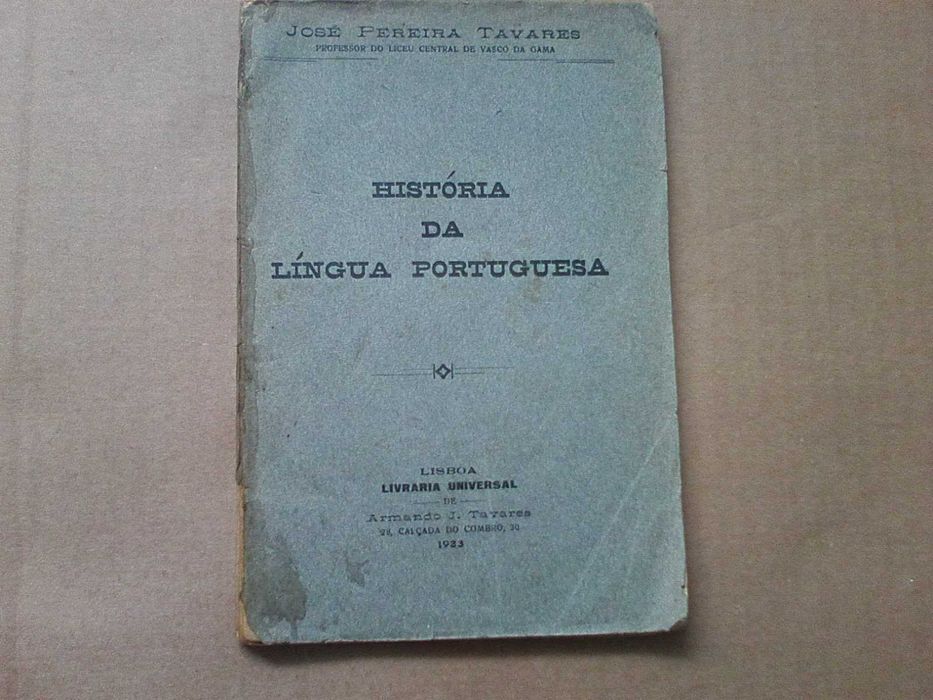 JOSÉ PEREIRA TAVARES
PROFESSOR DO LICEU CENTRAL DE VASCO DA GAMA
HISTÓRIA
DA
LÍNGUA PORTUGUESA
LISBOA
LIVRARIA UNIVERSAL
DE
Armando J. Tavares
28, CALÇADA DO COMBRO, 30
1923